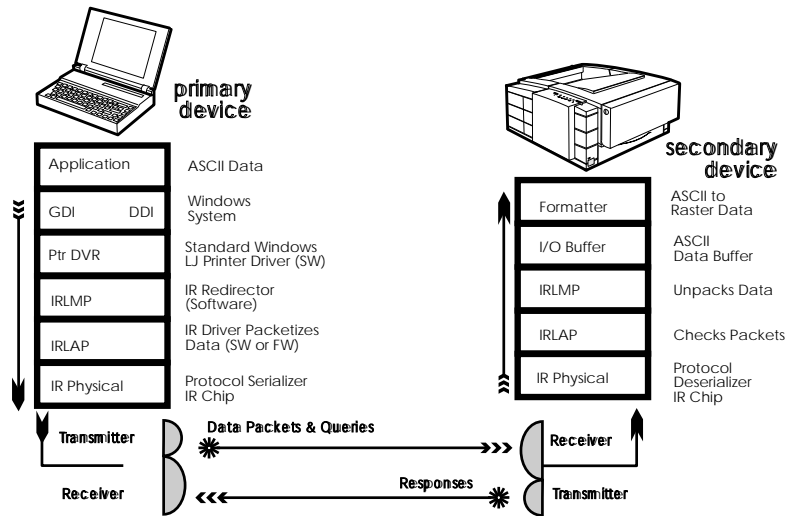 primary
device
Application
ASCII Data
GDI DDI
Windows
System
Ptr DVR
Standard Windows
LJ Printer Driver (SW)
IRLMP
IR Redirector
(Software)
IRLAP
IR Driver Packetizes
Data (SW or FW)
IR Physical
Protocol Serializer
IR Chip
secondary
device
Formatter
ASCII to
Raster Data
I/O Buffer
ASCII
Data Buffer
IRLMP
Unpacks Data
IRLAP
Checks Packets
IR Physical
Protocol
Deserializer
IR Chip
Transmitter
Data Packets & Queries
Receiver
Receiver
Responses
Transmitter